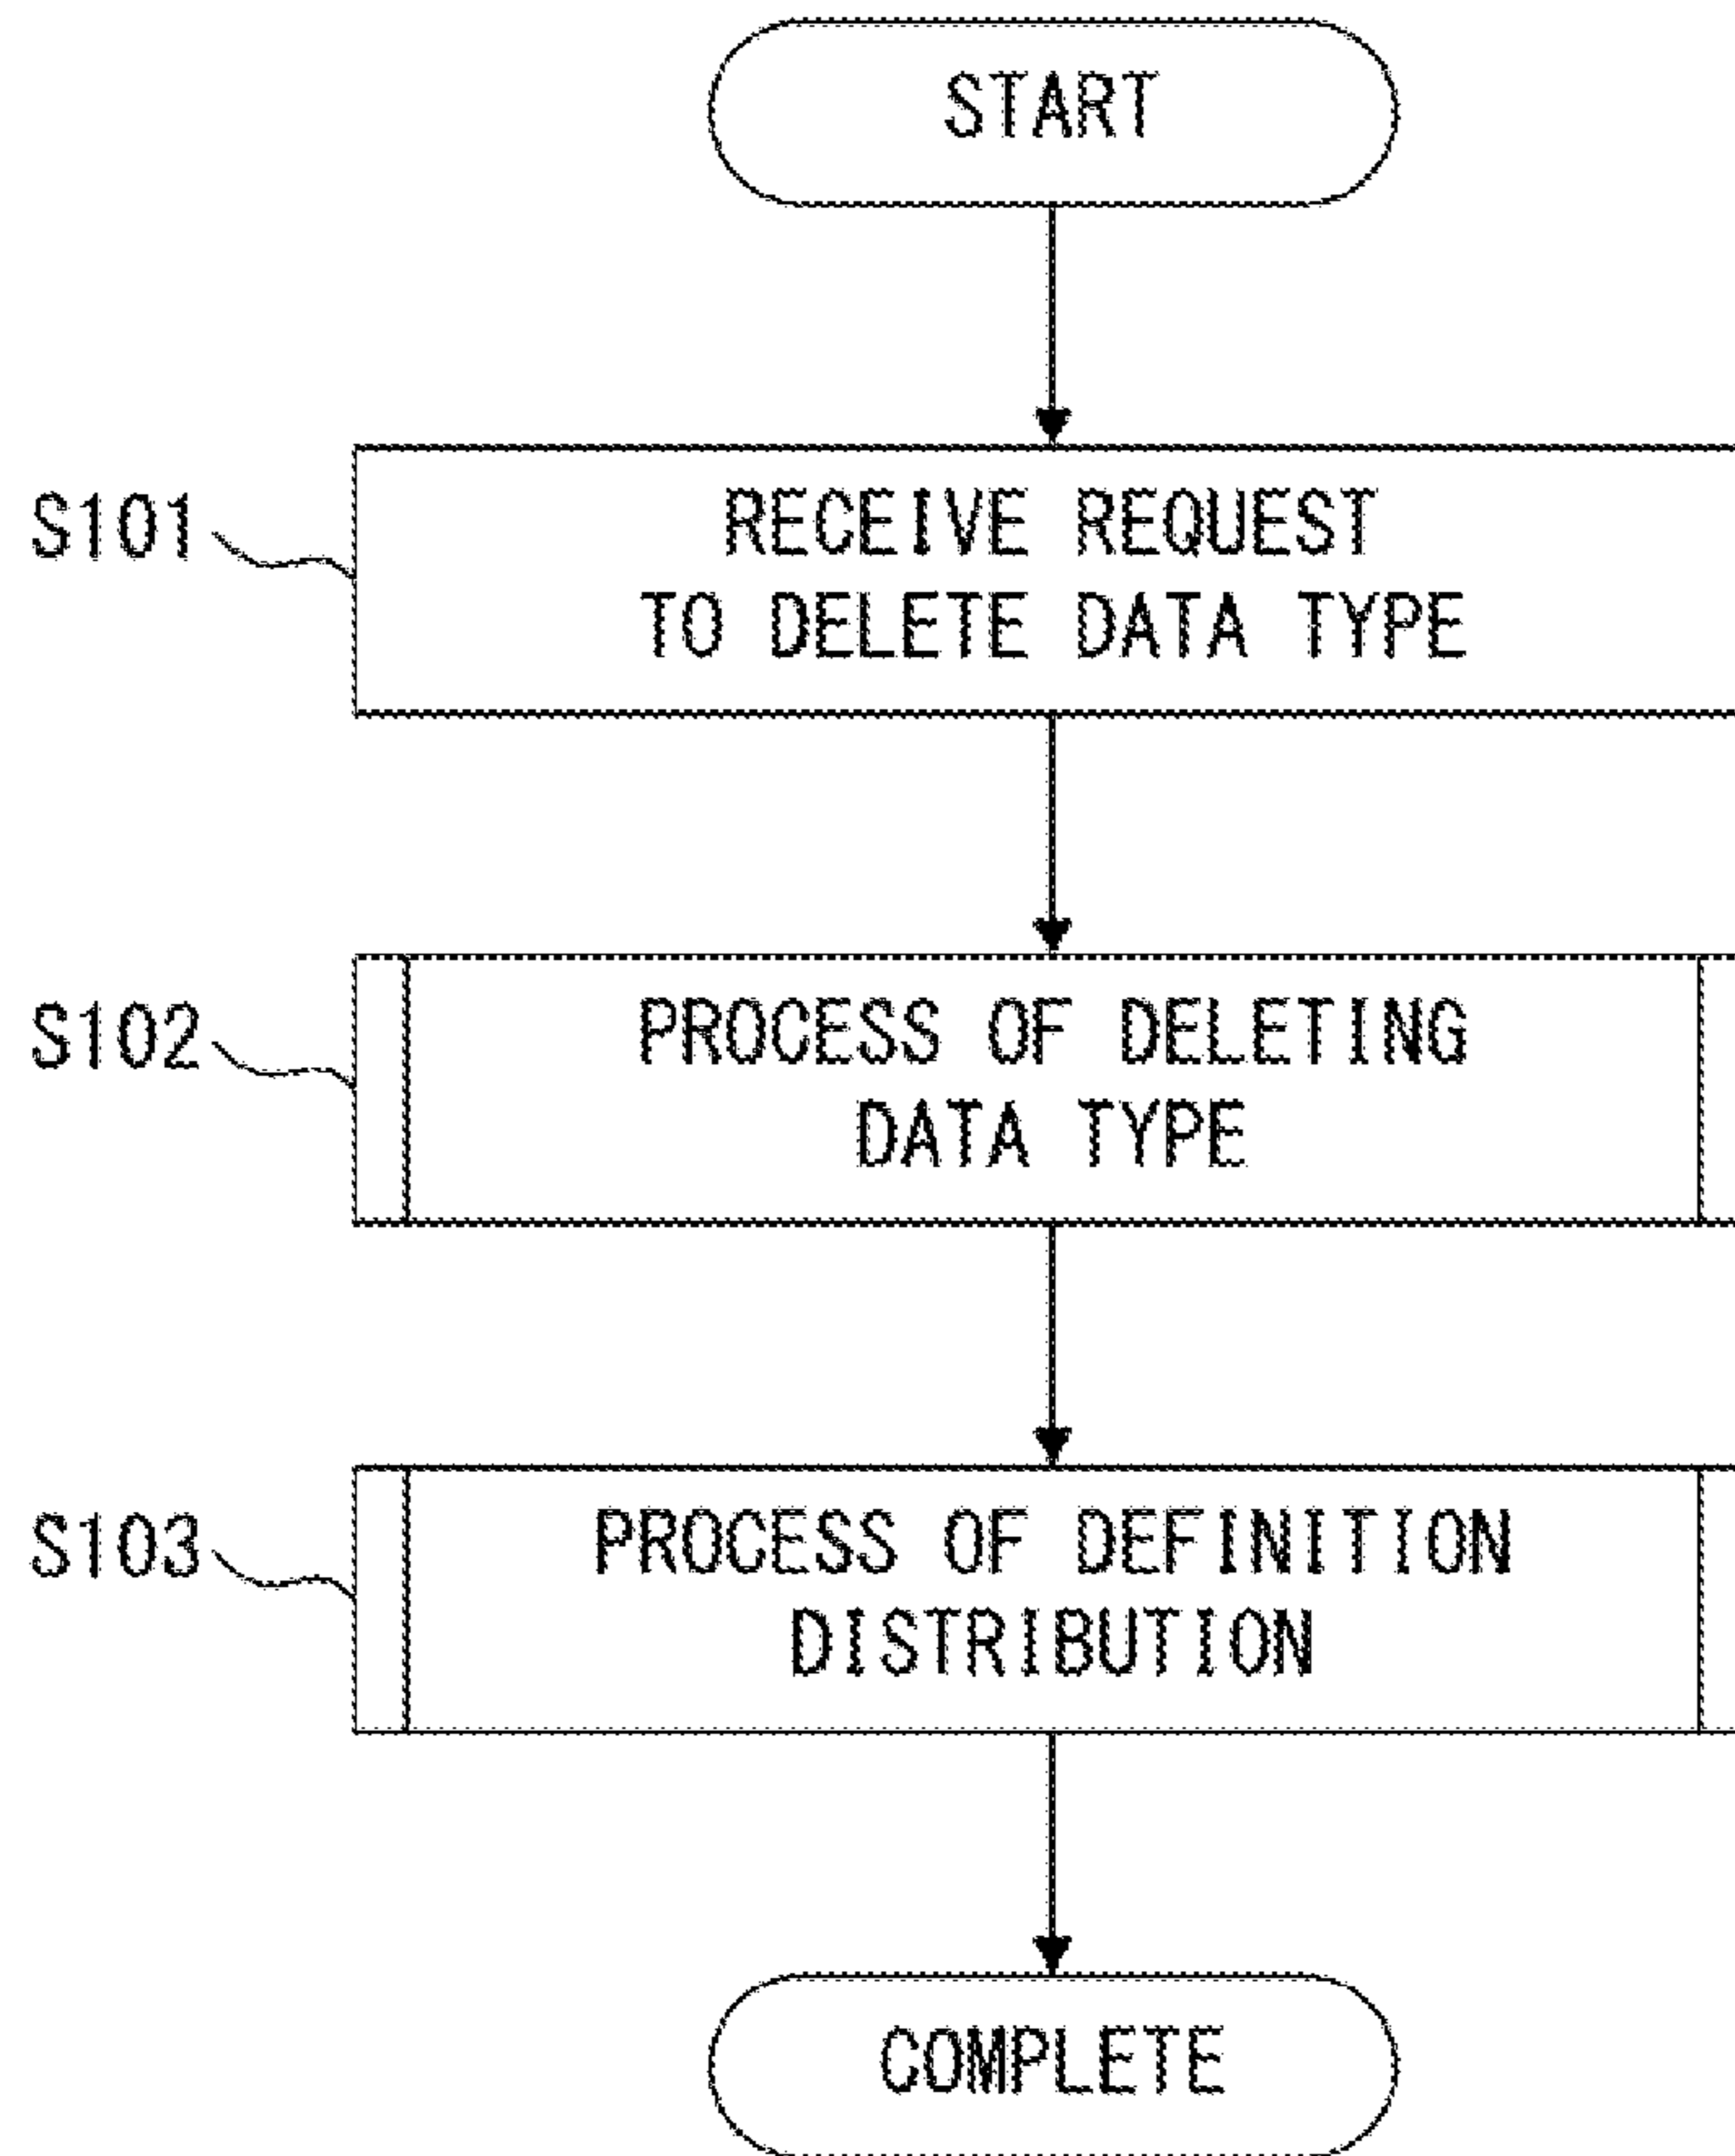 START
S101
RECEIVE REQUEST
TO DELETE DATA TYPE
S102
PROCESS OF DELETING
DATA TYPE
S103
PROCESS OF DEFINITION
DISTRIBUTION
COMPLETE